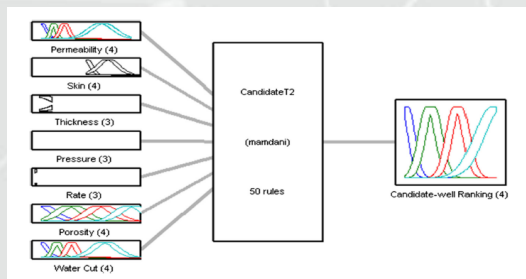 Permeability (4)
Skin (4)
Thickness (3)
Pressure (3)
Rate (3)
Porosity (4)
Water Cut (4)
CandidateT2
(mamdani)
50 rules
Candidate-well Ranking (4)